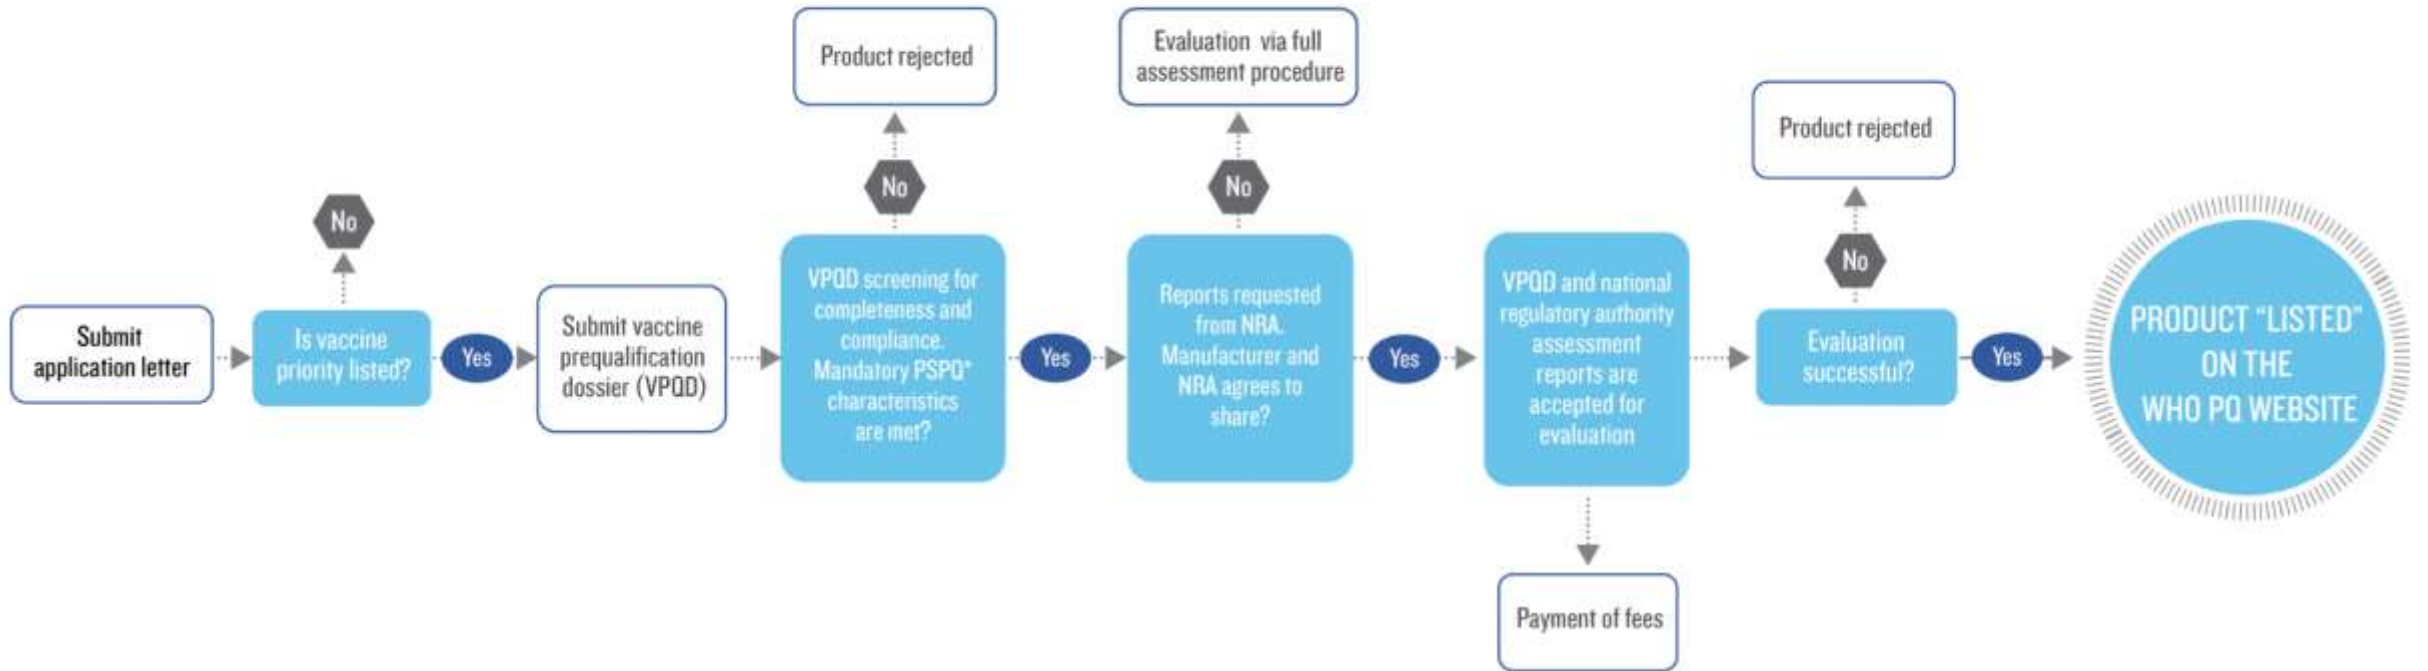 Submit
application letter
Is vaccine
priority listed?
No
Yes
Submit vaccine
prequalification
dossier (VPQD)
VPQD screening for
completeness and
compliance.
Mandatory PSPQ*
characteristics
are met?
No
Product rejected
Yes
Reports requested
from NRA.
Manufacturer and
NRA agrees to
share?
No
Evaluation via full
assessment procedure
Yes
VPQD and national
regulatory authority
assessment
reports are
accepted for
evaluation
Payment of fees
Evaluation
successful?
No
Product rejected
Yes
PRODUCT "LISTED"
ON THE
WHO PQ WEBSITE